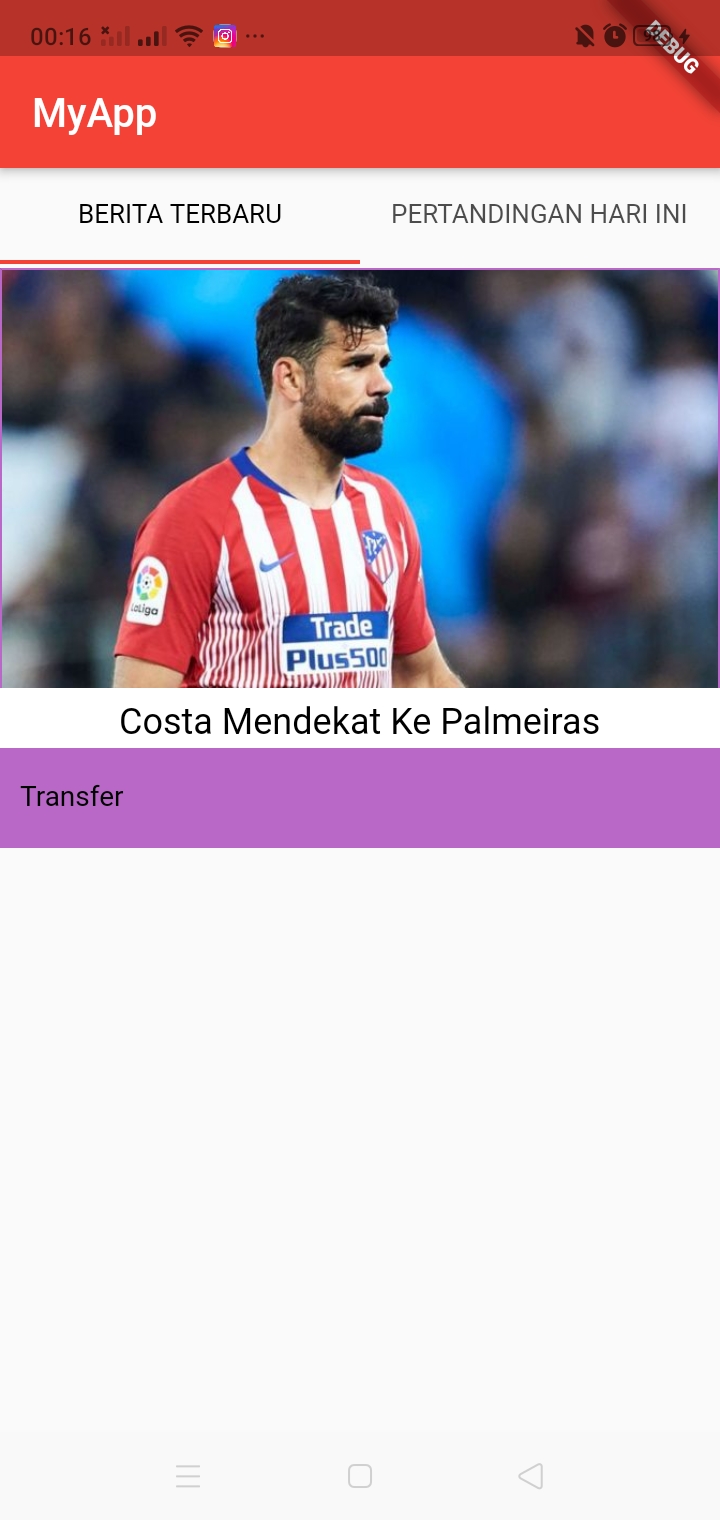 00:16
DEBUG
MyApp
BERITA TERBARU
PERTANDINGAN HARI INI
LaLiga
Trade
Plus500
Costa Mendekat Ke Palmeiras
Transfer